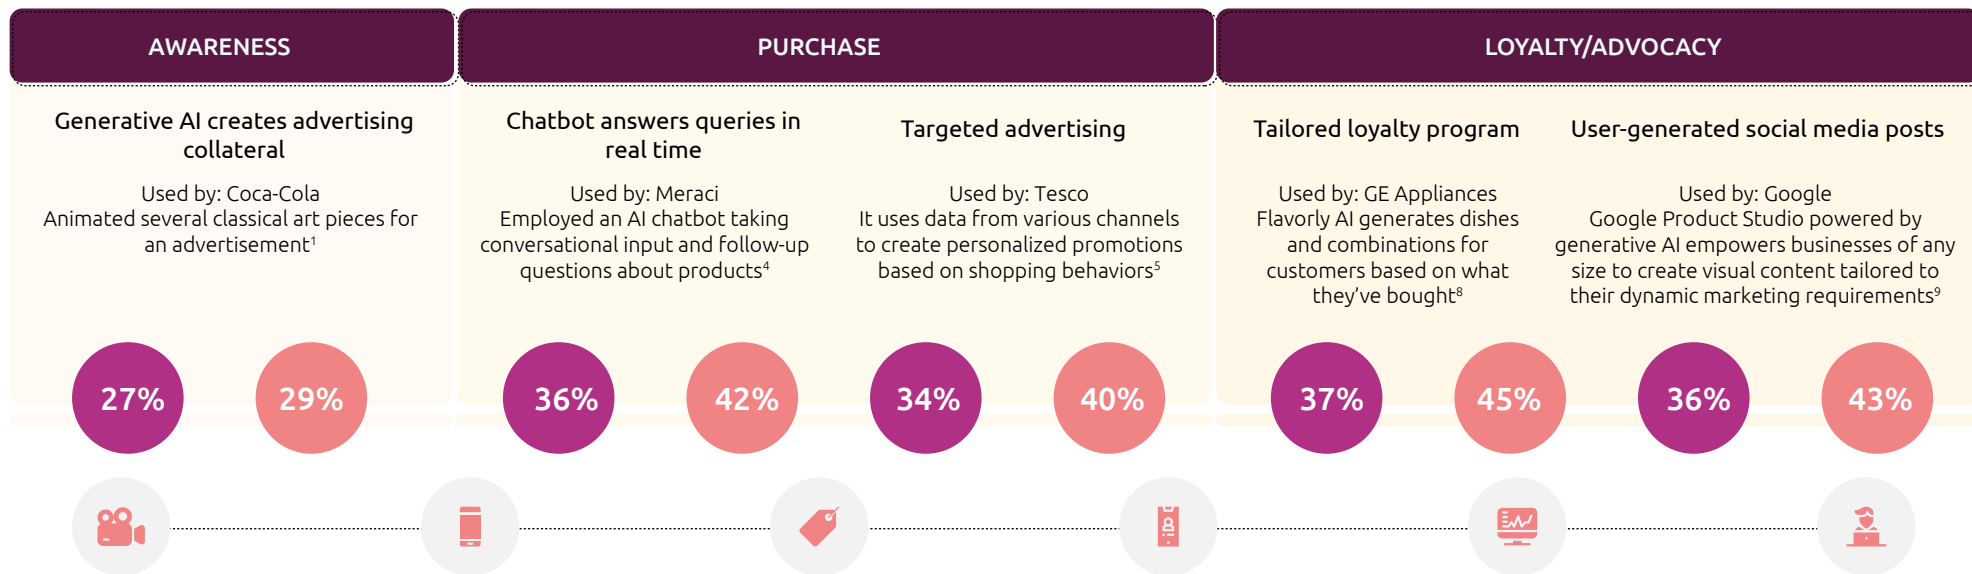 AWARENESS
PURCHASE
LOYALTY/ADVOCACY
Generative AI creates advertising
collateral
Used by: Coca-Cola
Animated several classical art pieces for
an advertisement¹
27%
29%
Chatbot answers queries in
real time
Used by: Meraci
Employed an AI chatbot taking
conversational input and follow-up
questions about products⁴
36%
42%
Targeted advertising
Used by: Tesco
It uses data from various channels
to create personalized promotions
based on shopping behaviors⁵
34%
40%
Tailored loyalty program
Used by: GE Appliances
Flavorly AI generates dishes
and combinations for
customers based on what
they’ve bought⁸
37%
45%
User-generated social media posts
Used by: Google
Google Product Studio powered by
generative AI empowers businesses of any
size to create visual content tailored to
their dynamic marketing requirements⁹
36%
43%